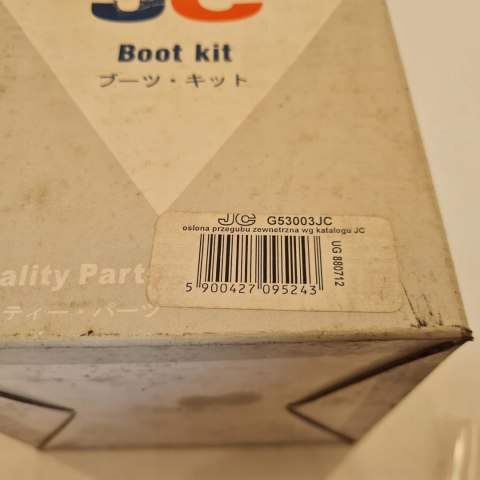 JC
Boot kit
ブーツ・キット
JC G53003JC
oslona przegubu zewnetrzna wg katalogu JC
UG 880712
5 900427 095243
ality Part
ティー・パーツ